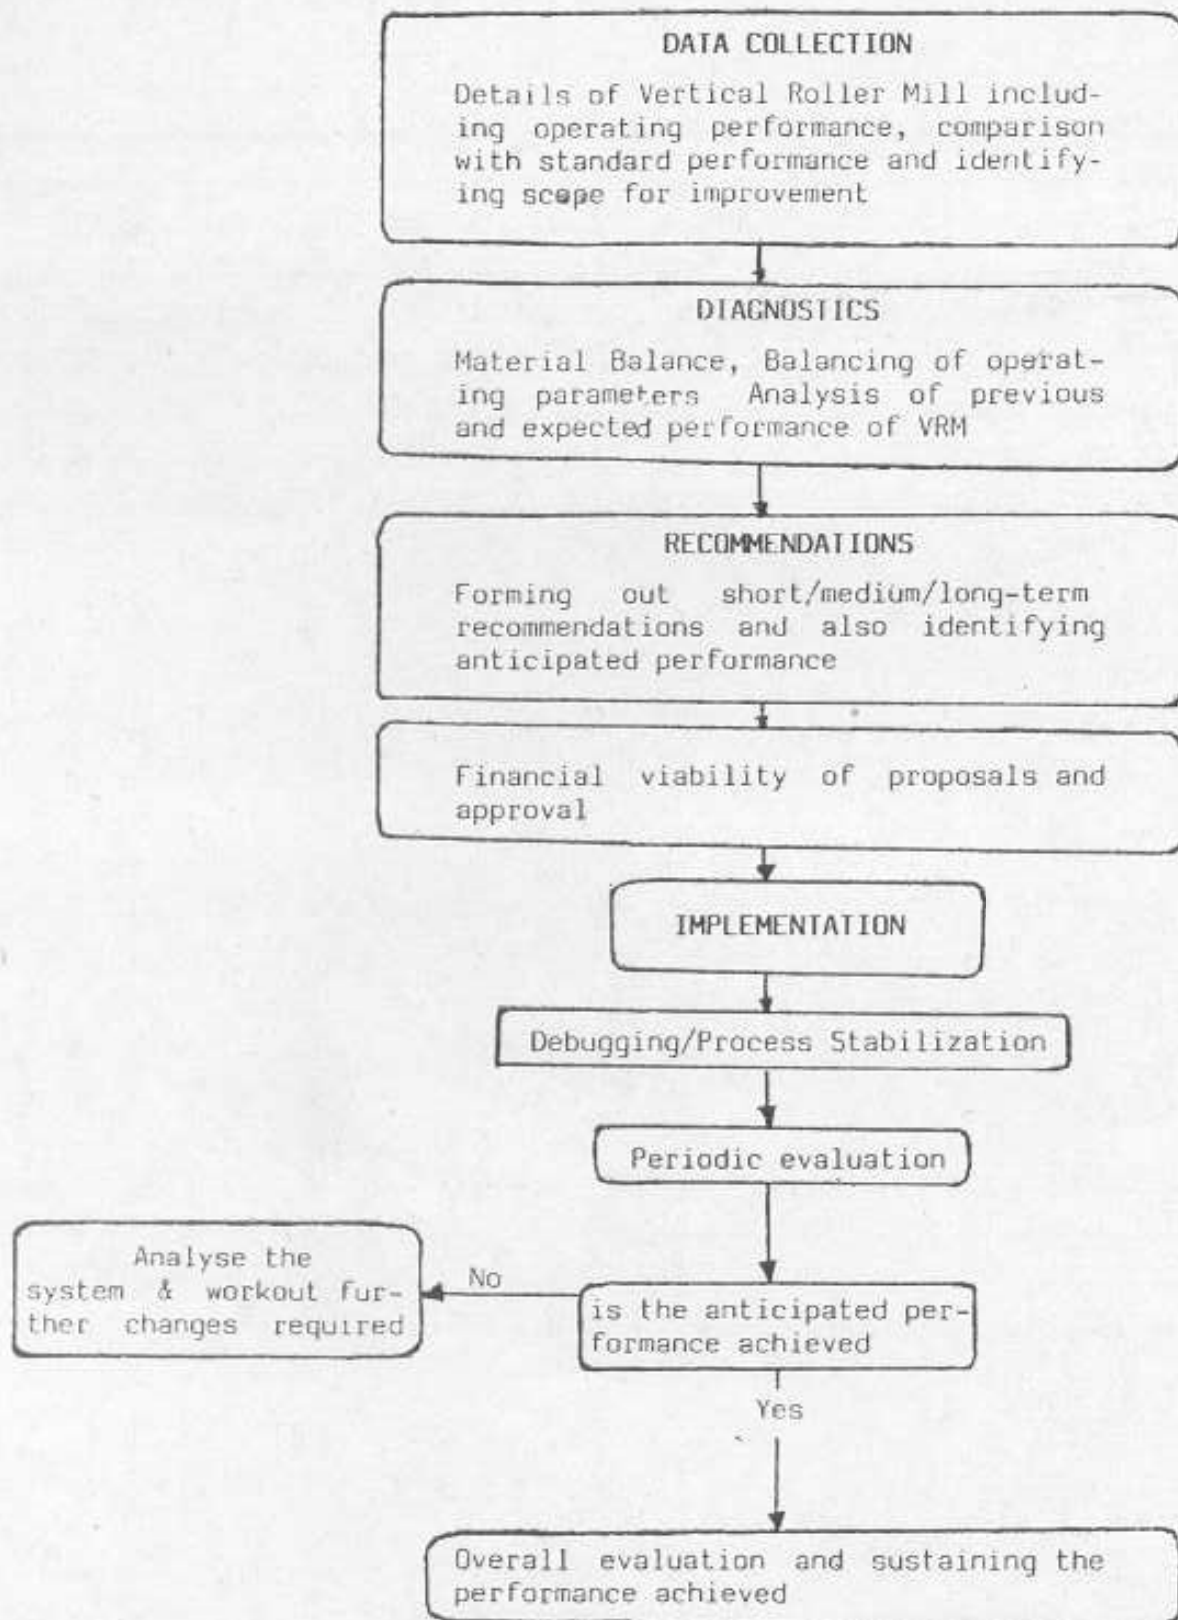 DATA COLLECTION
Details of Vertical Roller Mill includ-
ing operating performance, comparison
with standard performance and identify-
ing scope for improvement
DIAGNOSTICS
Material Balance, Balancing of operat-
ing parameters Analysis of previous
and expected performance of VRM
RECOMMENDATIONS
Forming out short/medium/long-term
recommendations and also identifying
anticipated performance
Financial viability of proposals and
approval
IMPLEMENTATION
Debugging/Process Stabilization
Periodic evaluation
is the anticipated per-
formance achieved
No
Analyse the
system & workout fur-
ther changes required
Yes
Overall evaluation and sustaining the
performance achieved